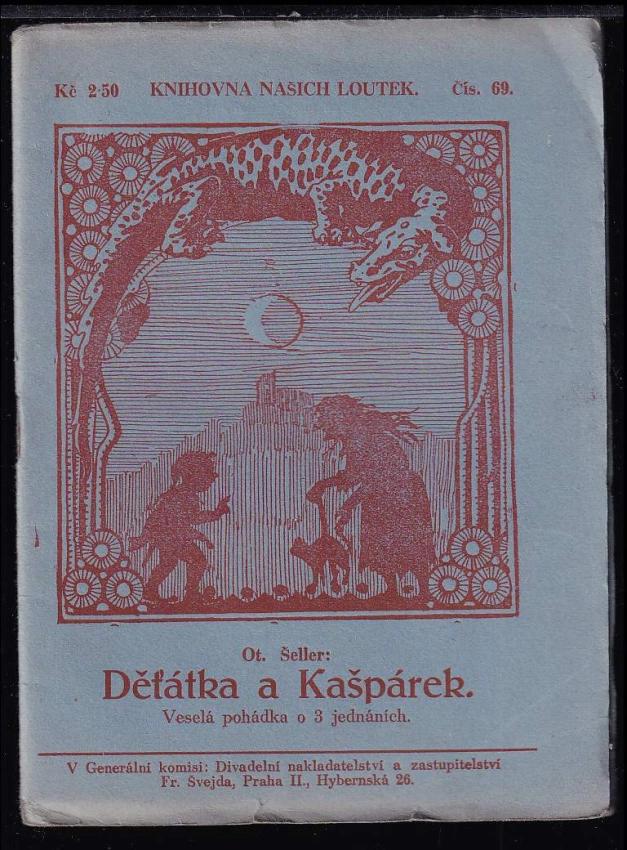 Kč 2·50 KNIHOVNA NAŠICH LOUTEK. Čís. 69.
Ot. Šeller:
Děťátka a Kašpárek.
Veselá pohádka o 3 jednáních.
V Generální komisi: Divadelní nakladatelství a zastupitelství
Fr. Švejda, Praha II., Hybernská 26.